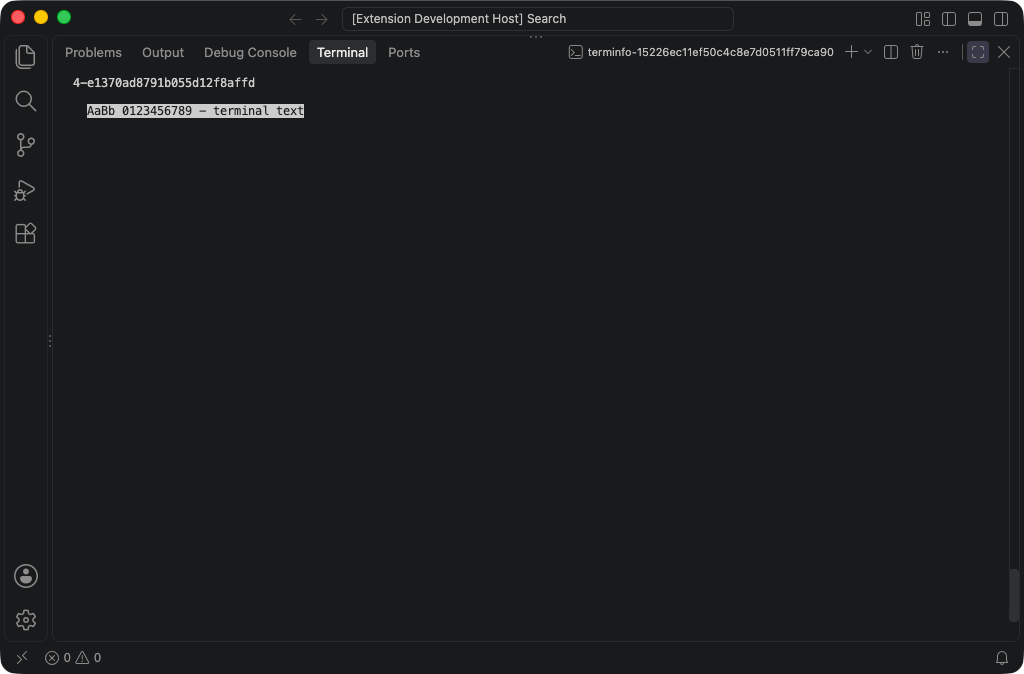 [Extension Development Host] Search
Problems Output Debug Console Terminal Ports terminfo-15226ec11ef50c4c8e7d0511ff79ca90
4-e1370ad8791b055d12f8affd
AaBb 0123456789 - terminal text
0 0